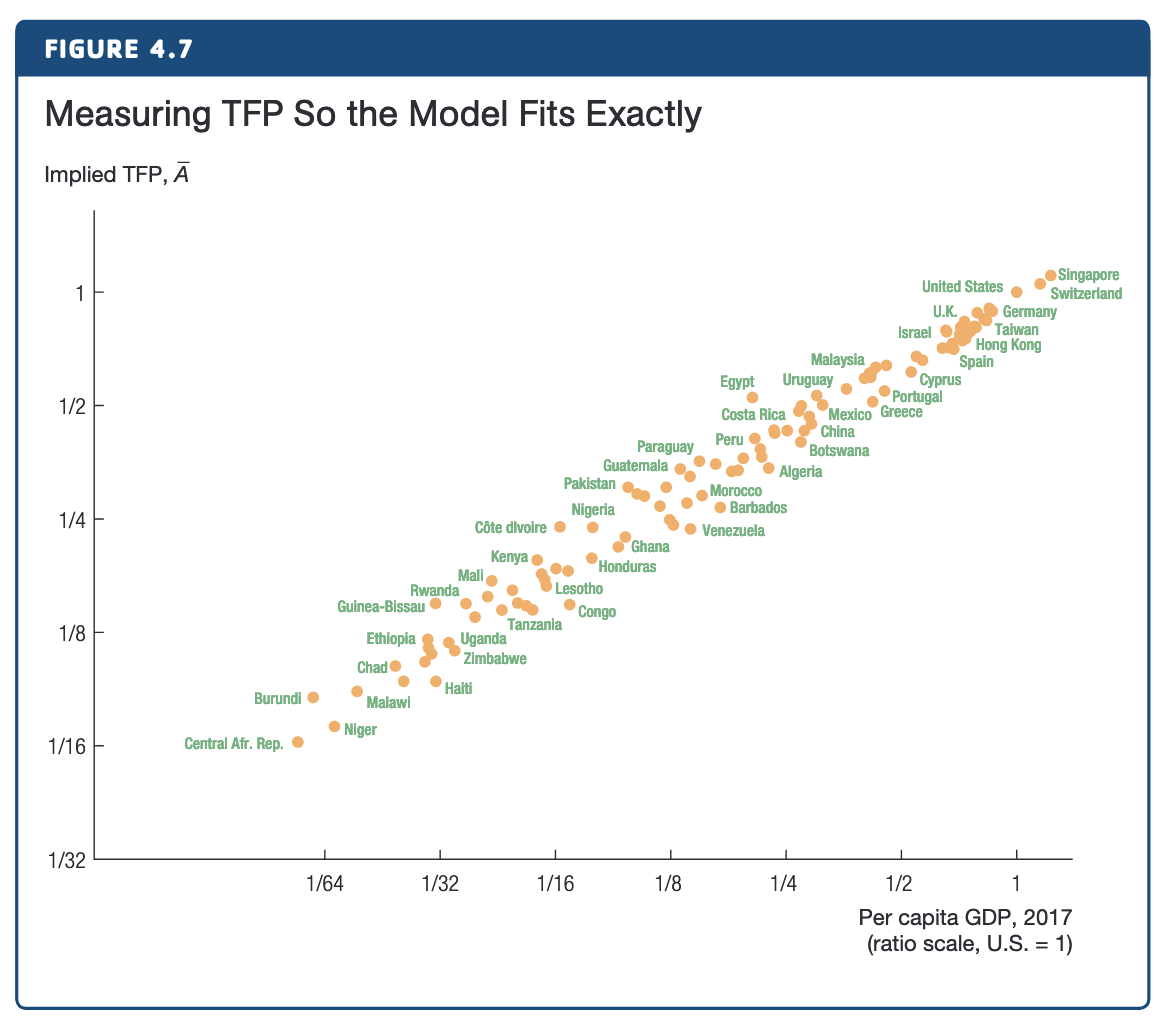 FIGURE 4.7
Measuring TFP So the Model Fits Exactly
Implied TFP, A̅
1
1/2
1/4
1/8
1/16
1/32
Singapore
United States
Switzerland
U.K.
Germany
Israel
Taiwan
Hong Kong
Spain
Malaysia
Cyprus
Egypt
Uruguay
Portugal
Costa Rica
Mexico
Greece
China
Peru
Botswana
Paraguay
Guatemala
Algeria
Pakistan
Morocco
Barbados
Nigeria
Côte dIvoire
Venezuela
Ghana
Kenya
Honduras
Mali
Rwanda
Lesotho
Guinea-Bissau
Congo
Tanzania
Ethiopia
Uganda
Zimbabwe
Chad
Haiti
Burundi
Malawi
Niger
Central Afr. Rep.
1/64
1/32
1/16
1/8
1/4
1/2
1
Per capita GDP, 2017
(ratio scale, U.S. = 1)